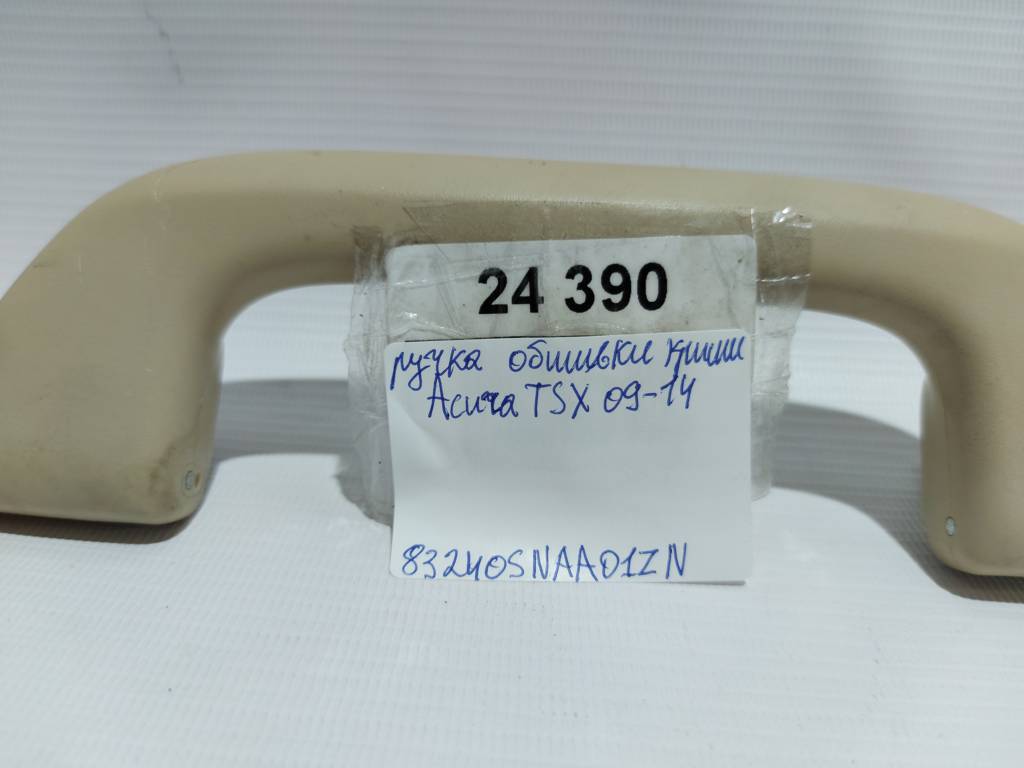 24 390
ручка обшивки крыши
Acura TSX 09-14
83240SNAA01ZN